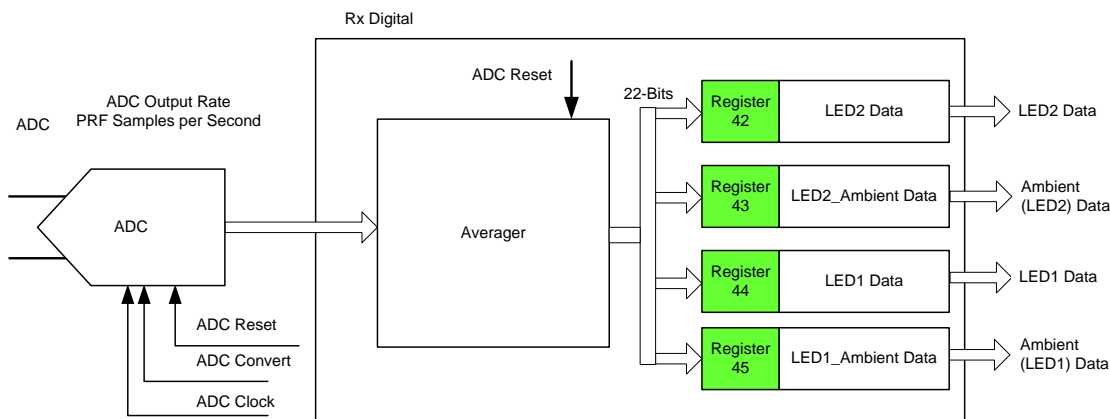 Rx Digital
ADC Reset
ADC Output Rate
PRF Samples per Second
ADC
22-Bits
Register
42
LED2 Data
LED2 Data
Register
43
LED2_Ambient Data
Ambient
(LED2) Data
ADC
Averager
Register
44
LED1 Data
LED1 Data
Register
45
LED1_Ambient Data
Ambient
(LED1) Data
ADC Reset
ADC Convert
ADC Clock